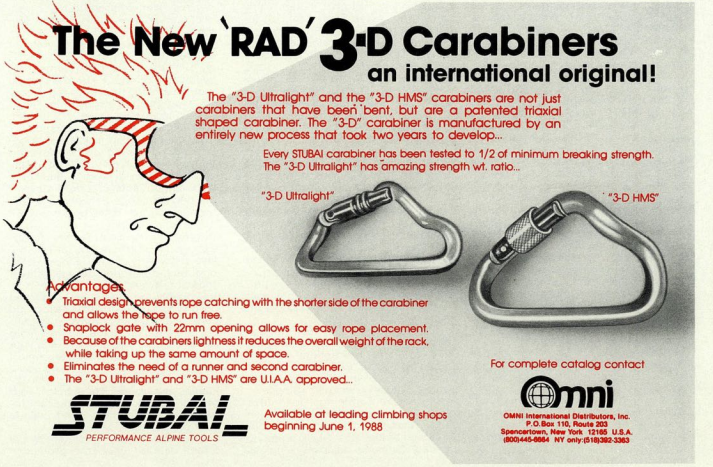 The New 'RAD' 3-D Carabiners
an international original!
The "3-D Ultralight" and the "3-D HMS" carabiners are not just
carabiners that have been bent, but are a patented triaxial
shaped carabiner. The "3-D" carabiner is manufactured by an
entirely new process that took two years to develop...
Every STUBAI carabiner has been tested to 1/2 of minimum breaking strength.
The "3-D Ultralight" has amazing strength wt. ratio...
"3-D Ultralight"
"3-D HMS"
Advantages
• Triaxial design prevents rope catching with the shorter side of the carabiner
and allows the rope to run free.
• Snaplock gate with 22mm opening allows for easy rope placement.
• Because of the carabiners lightness it reduces the overall weight of the rack,
while taking up the same amount of space.
• Eliminates the need of a runner and second carabiner.
• The "3-D Ultralight" and "3-D HMS" are U.I.A.A. approved...
STUBAI
PERFORMANCE ALPINE TOOLS
Available at leading climbing shops
beginning June 1, 1988
For complete catalog contact
Omni
OMNI International Distributors, Inc.
P.O.Box 110, Route 203
Spencertown, New York 12165 U.S.A.
(800)445-6664 NY only:(518)392-3363